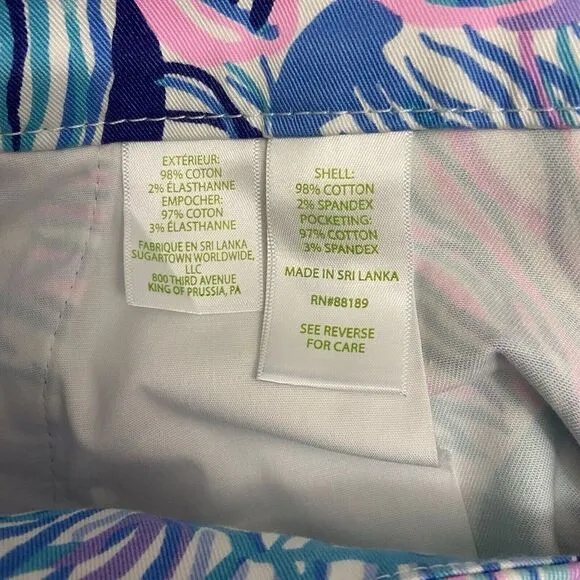 EXTÉRIEUR:
98% COTON
2% ÉLASTHANNE
EMPOCHER:
97% COTON
3% ÉLASTHANNE
FABRIQUE EN SRI LANKA
SUGARTOWN WORLDWIDE,
LLC
800 THIRD AVENUE
KING OF PRUSSIA, PA
SHELL:
98% COTTON
2% SPANDEX
POCKETING:
97% COTTON
3% SPANDEX
MADE IN SRI LANKA
RN#88189
SEE REVERSE
FOR CARE